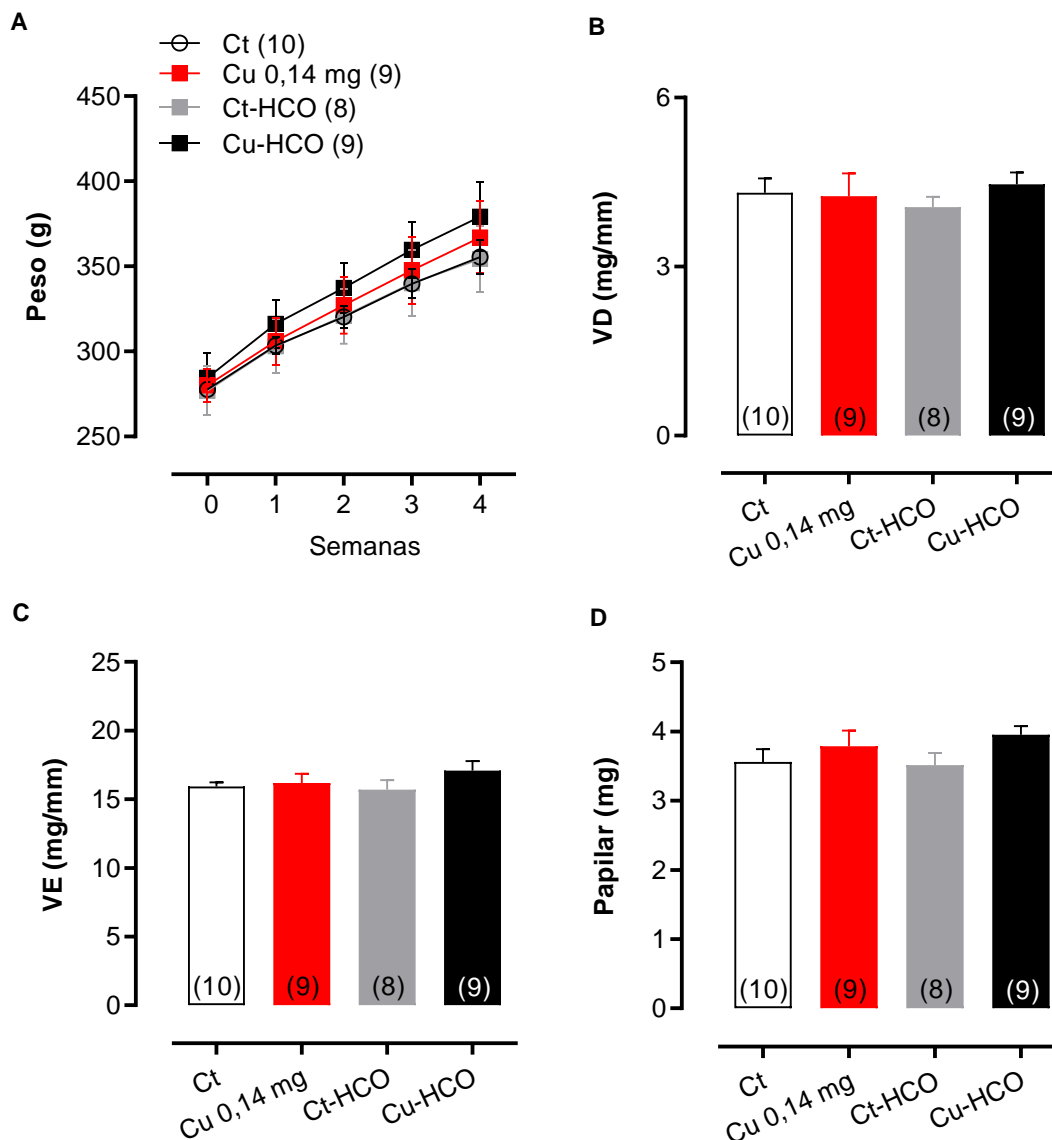 A
Ct (10)
Cu 0,14 mg (9)
Ct-HCO (8)
Cu-HCO (9)
450
400
350
300
250
Peso (g)
0 1 2 3 4
Semanas
B
6
3
0
VD (mg/mm)
(10) (9) (8) (9)
Ct Cu 0,14 mg Ct-HCO Cu-HCO
C
25
20
15
10
5
0
VE (mg/mm)
(10) (9) (8) (9)
Ct Cu 0,14 mg Ct-HCO Cu-HCO
D
5
4
3
2
1
0
Papilar (mg)
(10) (9) (8) (9)
Ct Cu 0,14 mg Ct-HCO Cu-HCO